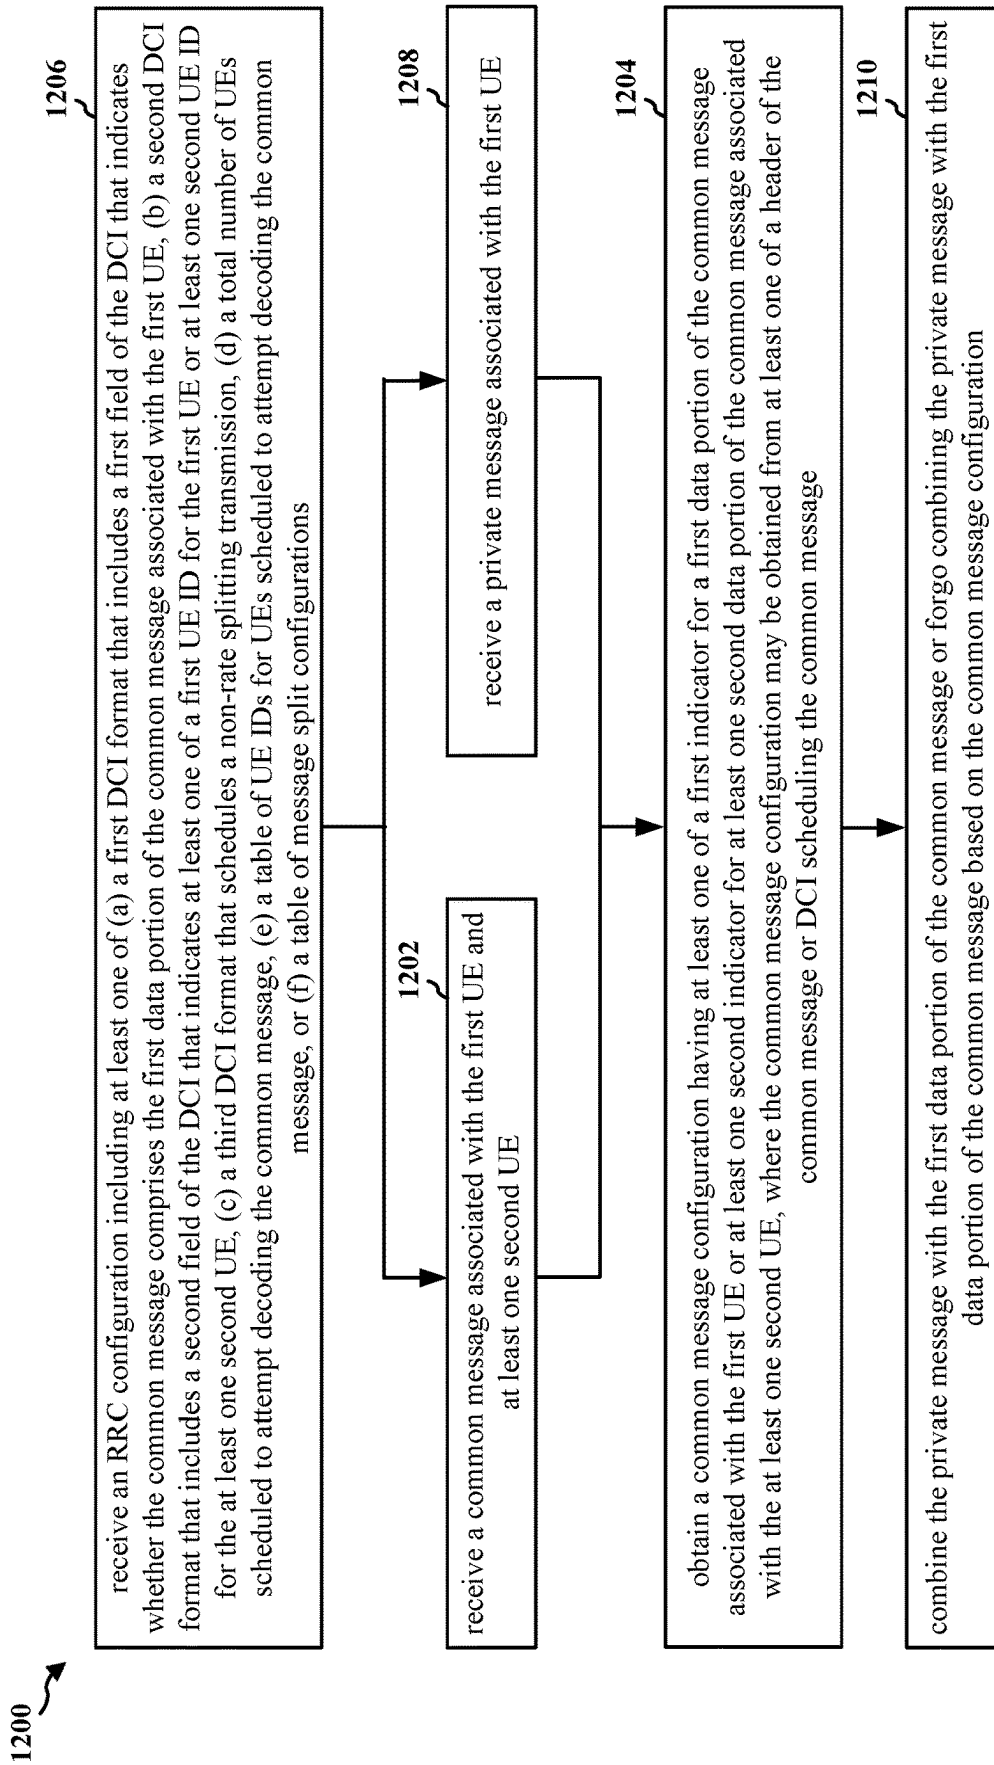 1200
1206
receive an RRC configuration including at least one of (a) a first DCI format that includes a first field of the DCI that indicates
whether the common message comprises the first data portion of the common message associated with the first UE, (b) a second DCI
format that includes a second field of the DCI that indicates at least one of a first UE ID for the first UE or at least one second UE ID
for the at least one second UE, (c) a third DCI format that schedules a non-rate splitting transmission, (d) a total number of UEs
scheduled to attempt decoding the common message, (e) a table of UE IDs for UEs scheduled to attempt decoding the common
message, or (f) a table of message split configurations
1202
receive a common message associated with the first UE and
at least one second UE
1208
receive a private message associated with the first UE
1204
obtain a common message configuration having at least one of a first indicator for a first data portion of the common message
associated with the first UE or at least one second indicator for at least one second data portion of the common message associated
with the at least one second UE, where the common message configuration may be obtained from at least one of a header of the
common message or DCI scheduling the common message
1210
combine the private message with the first data portion of the common message or forgo combining the private message with the first
data portion of the common message based on the common message configuration